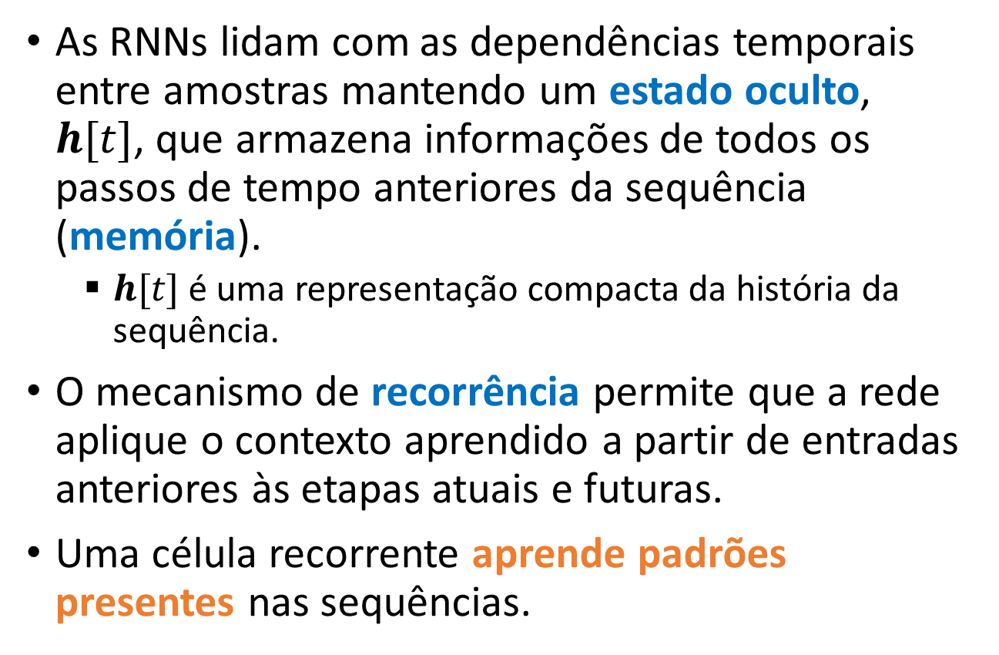 • As RNNs lidam com as dependências temporais
entre amostras mantendo um estado oculto,
h[t], que armazena informações de todos os
passos de tempo anteriores da sequência
(memória).
▪ h[t] é uma representação compacta da história da
sequência.
• O mecanismo de recorrência permite que a rede
aplique o contexto aprendido a partir de entradas
anteriores às etapas atuais e futuras.
• Uma célula recorrente aprende padrões
presentes nas sequências.